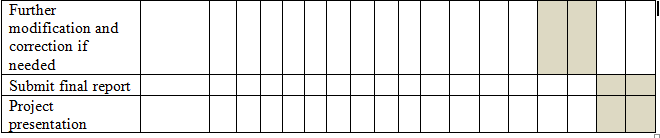 Further
modification and
correction if
needed
Submit final report
Project
presentation